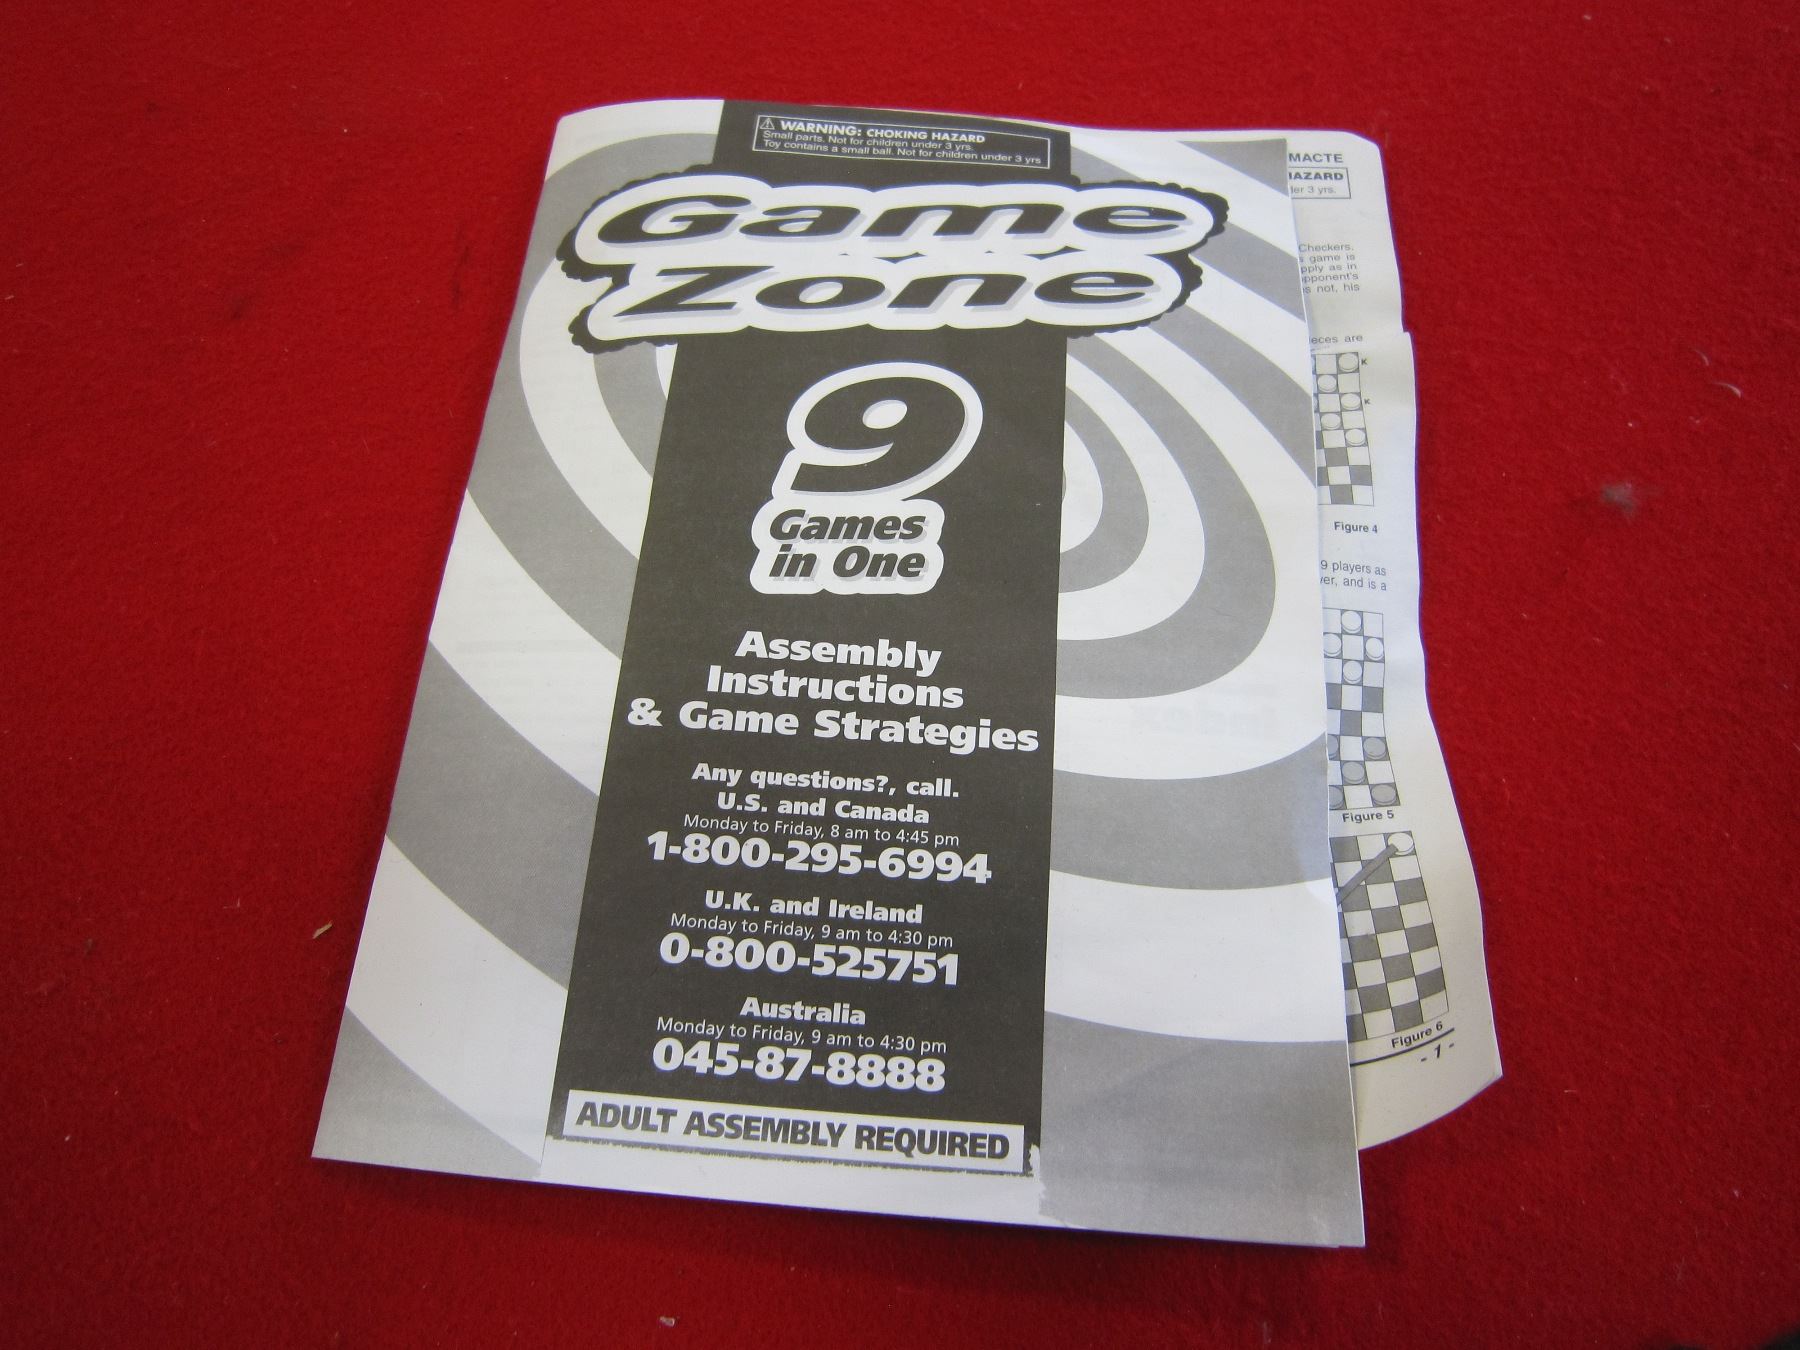 WARNING: CHOKING HAZARD
Small parts. Not for children under 3 yrs.
Toy contains a small ball. Not for children under 3 yrs
Game
Zone
9
Games
in One
Assembly
Instructions
& Game Strategies
Any questions?, call.
U.S. and Canada
Monday to Friday, 8 am to 4:45 pm
1-800-295-6994
U.K. and Ireland
Monday to Friday, 9 am to 4:30 pm
0-800-525751
Australia
Monday to Friday, 9 am to 4:30 pm
045-87-8888
ADULT ASSEMBLY REQUIRED
MACTE
HAZARD
3 yrs.
Checkers.
game is
as in
not, his
are
K
K
Figure 4
9 players as
and is a
Figure 5
Figure 6
- 1 -